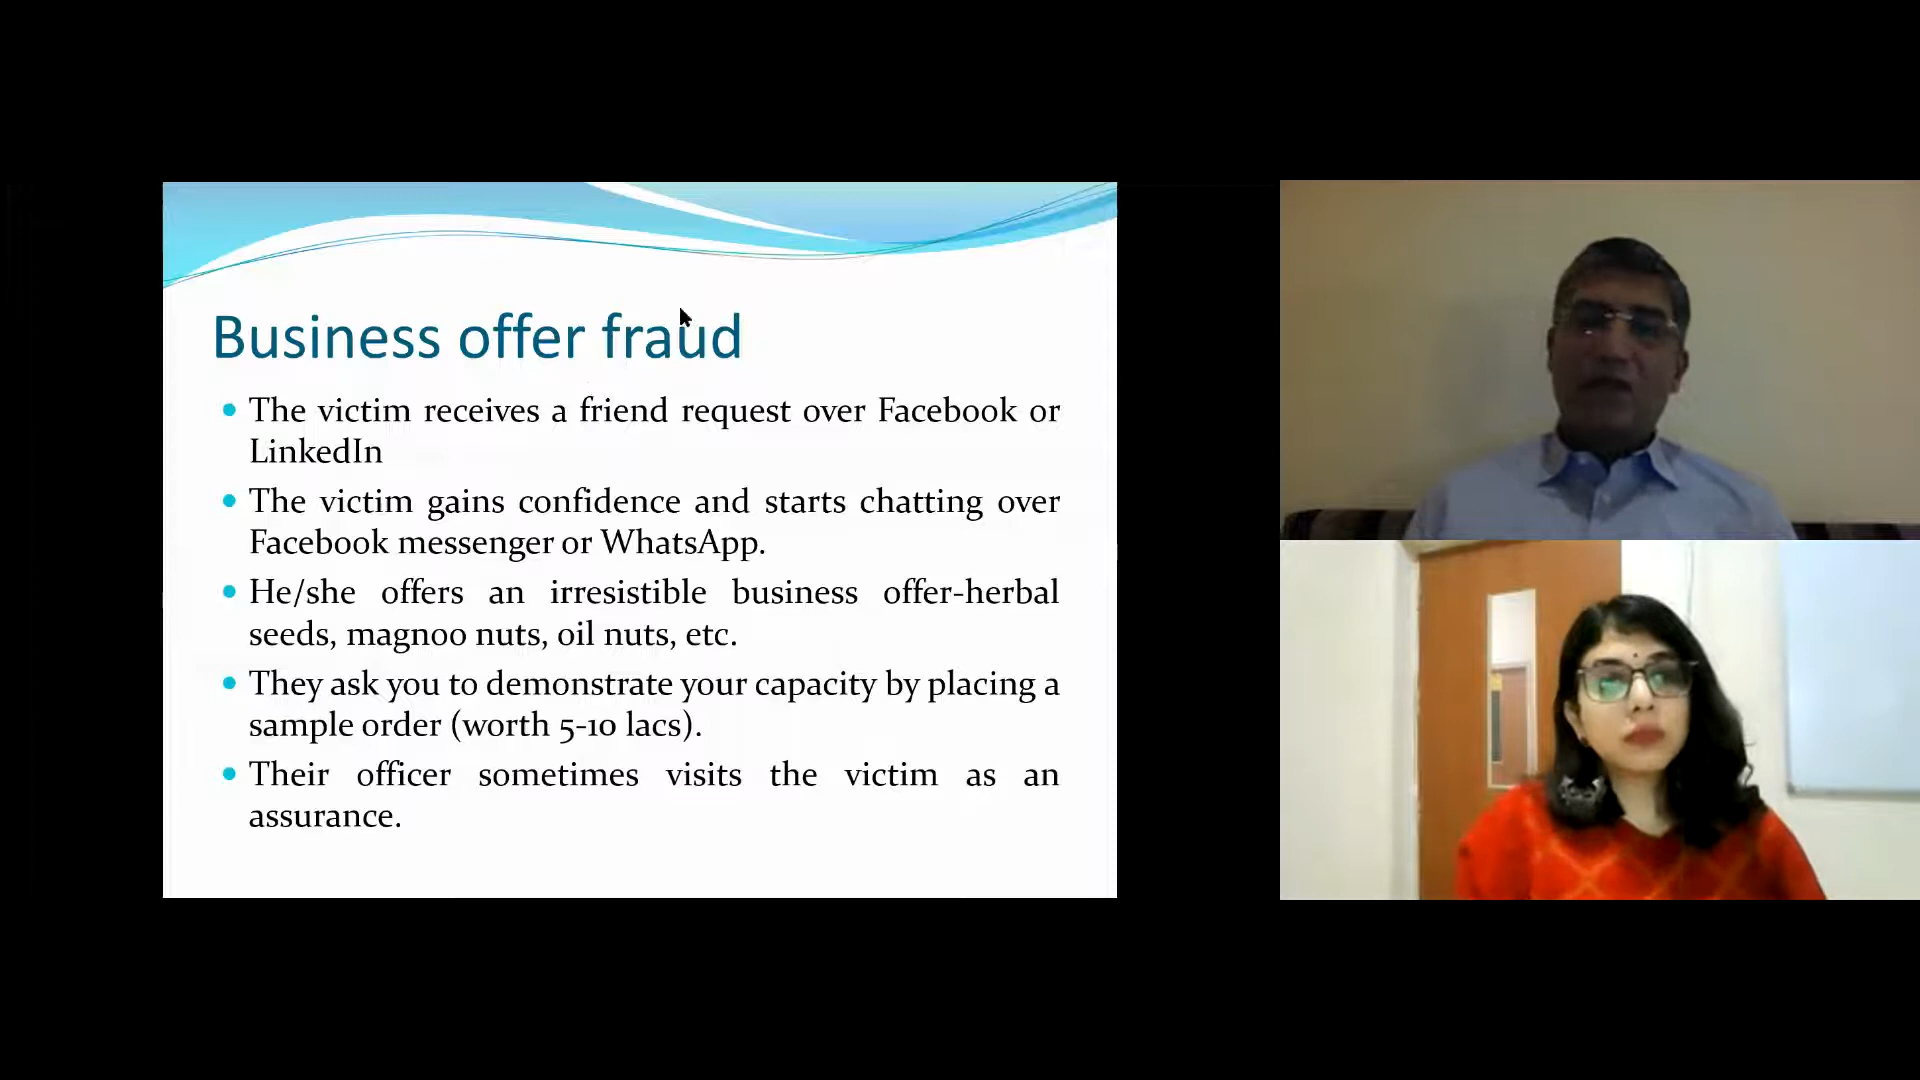 Business offer fraud
• The victim receives a friend request over Facebook or
LinkedIn
• The victim gains confidence and starts chatting over
Facebook messenger or WhatsApp.
• He/she offers an irresistible business offer-herbal
seeds, magnoo nuts, oil nuts, etc.
• They ask you to demonstrate your capacity by placing a
sample order (worth 5-10 lacs).
• Their officer sometimes visits the victim as an
assurance.